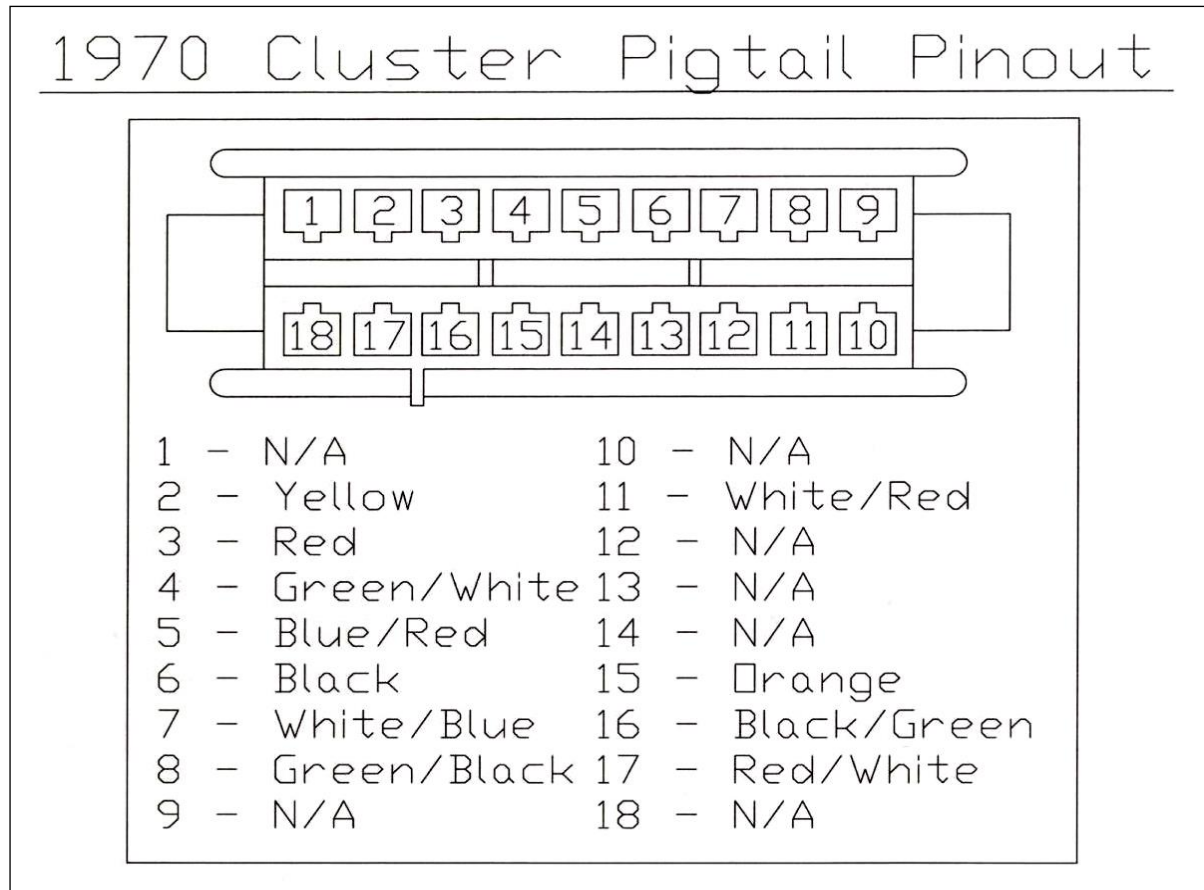 1970 Cluster Pigtail Pinout
1 2 3 4 5 6 7 8 9
18 17 16 15 14 13 12 11 10
1 - N/A
2 - Yellow
3 - Red
4 - Green/White
5 - Blue/Red
6 - Black
7 - White/Blue
8 - Green/Black
9 - N/A
10 - N/A
11 - White/Red
12 - N/A
13 - N/A
14 - N/A
15 - Orange
16 - Black/Green
17 - Red/White
18 - N/A